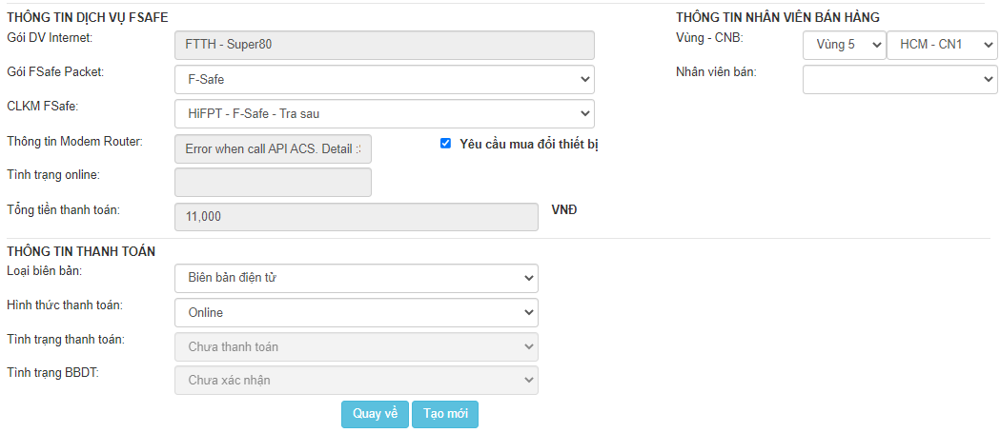 THÔNG TIN DỊCH VỤ FSAFE
Gói DV Internet: FTTH - Super80
Gói FSafe Packet: F-Safe
CLKM FSafe: HiFPT - F-Safe - Tra sau
Thông tin Modem Router: Error when call API ACS. Detail : Yêu cầu mua đổi thiết bị
Tình trạng online:
Tổng tiền thanh toán: 11,000 VNĐ
THÔNG TIN NHÂN VIÊN BÁN HÀNG
Vùng - CNB: Vùng 5 HCM - CN1
Nhân viên bán:
THÔNG TIN THANH TOÁN
Loại biên bản: Biên bản điện tử
Hình thức thanh toán: Online
Tình trạng thanh toán: Chưa thanh toán
Tình trạng BBDT: Chưa xác nhận
Quay về Tạo mới